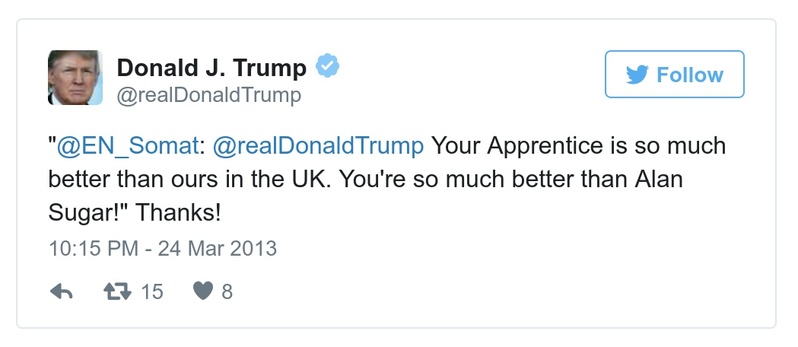 Donald J. Trump
@realDonaldTrump
Follow
"@EN_Somat: @realDonaldTrump Your Apprentice is so much
better than ours in the UK. You're so much better than Alan
Sugar!" Thanks!
10:15 PM - 24 Mar 2013
15 8